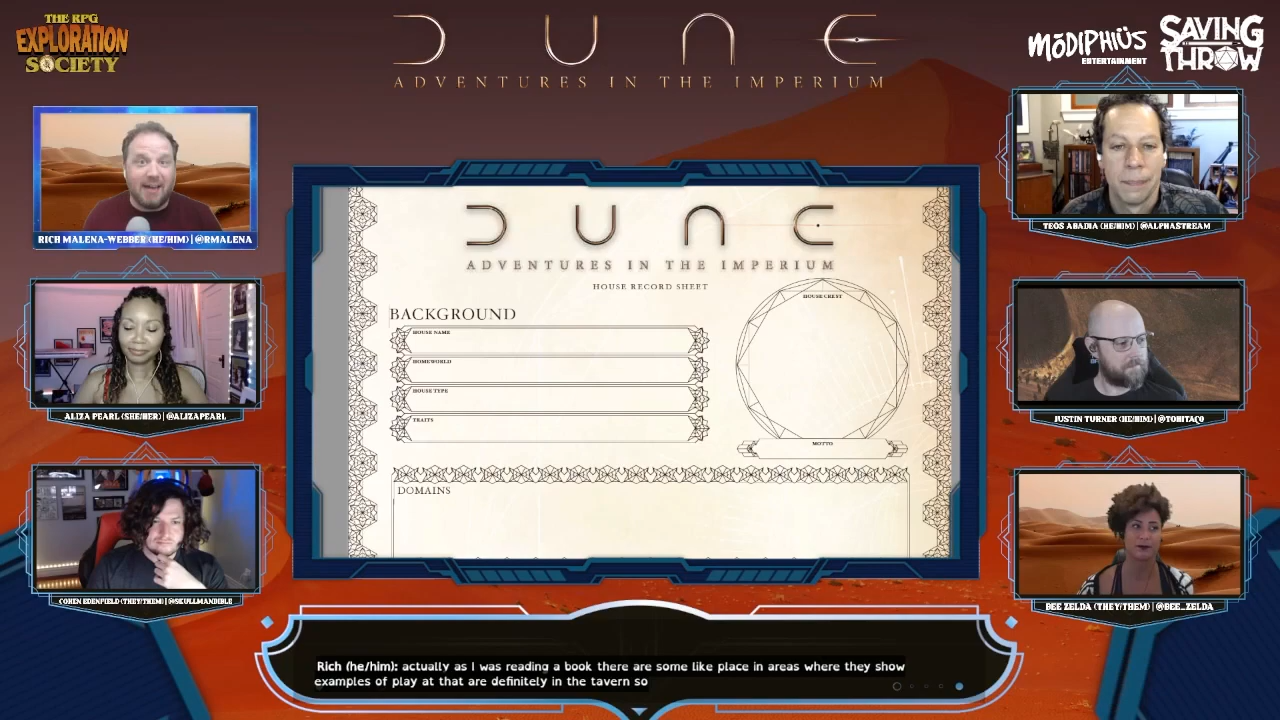 THE RPG
EXPLORATION
SOCIETY
DUNE
ADVENTURES IN THE IMPERIUM
MŌDIPHIÜS
ENTERTAINMENT
SAVING
THROW
RICH MALENA-WEBBER (HE/HIM) | @RMALENA
ALIZA PEARL (SHE/HER) | @ALIZAPEARL
COHEN EDENFIELD (THEY/THEM) | @SKULLMANDIBLE
DUNE
ADVENTURES IN THE IMPERIUM
HOUSE RECORD SHEET
BACKGROUND
HOUSE NAME
HOMEWORLD
HOUSE TYPE
TRAITS
HOUSE CREST
MOTTO
DOMAINS
TEOS ABADIA (HE/HIM) | @ALPHASTREAM
JUSTIN TURNER (HE/HIM) | @TOHITACO
BEE ZELDA (THEY/THEM) | @BEE_ZELDA
Rich (he/him): actually as I was reading a book there are some like place in areas where they show
examples of play at that are definitely in the tavern so